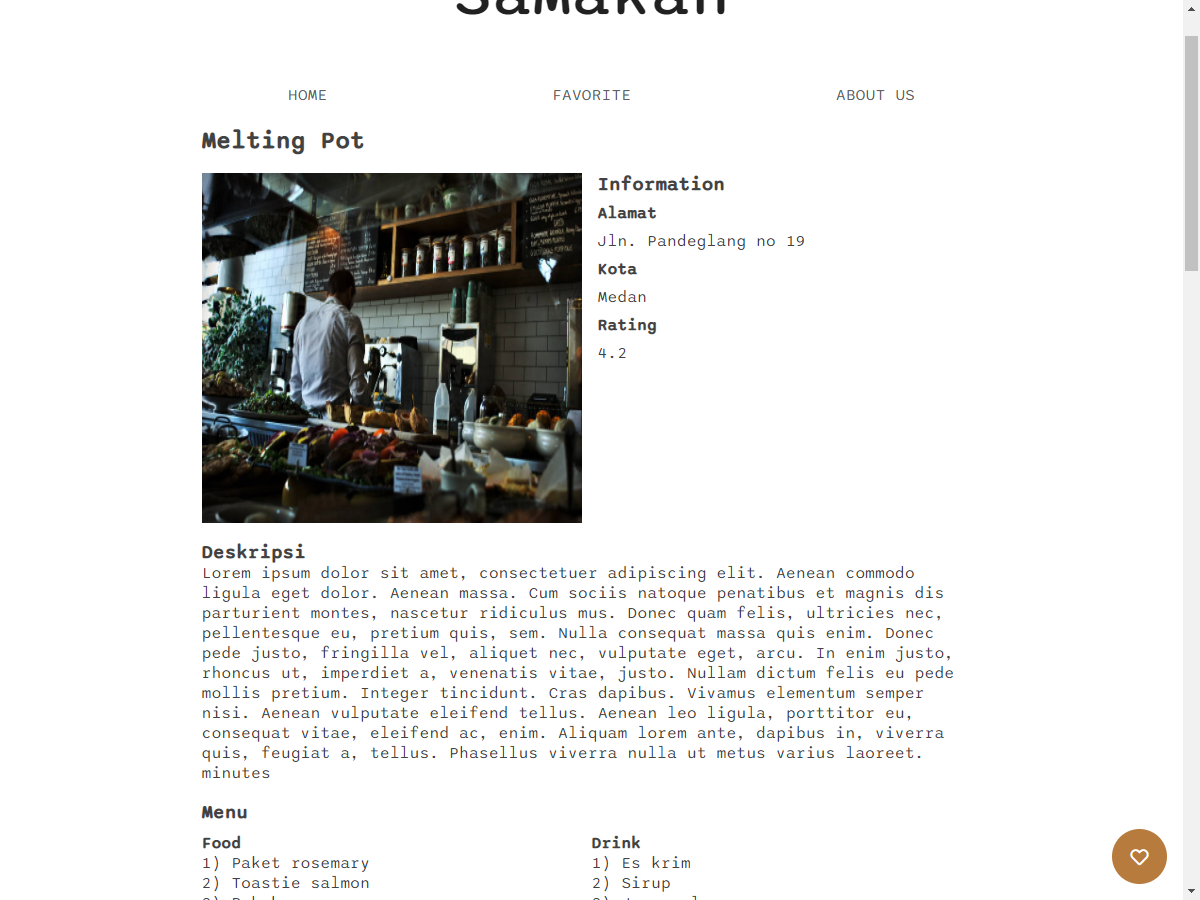 Samakan
HOME
FAVORITE
ABOUT US
Melting Pot
Information
Alamat
Jln. Pandeglang no 19
Kota
Medan
Rating
4.2
Deskripsi
Lorem ipsum dolor sit amet, consectetuer adipiscing elit. Aenean commodo
ligula eget dolor. Aenean massa. Cum sociis natoque penatibus et magnis dis
parturient montes, nascetur ridiculus mus. Donec quam felis, ultricies nec,
pellentesque eu, pretium quis, sem. Nulla consequat massa quis enim. Donec
pede justo, fringilla vel, aliquet nec, vulputate eget, arcu. In enim justo,
rhoncus ut, imperdiet a, venenatis vitae, justo. Nullam dictum felis eu pede
mollis pretium. Integer tincidunt. Cras dapibus. Vivamus elementum semper
nisi. Aenean vulputate eleifend tellus. Aenean leo ligula, porttitor eu,
consequat vitae, eleifend ac, enim. Aliquam lorem ante, dapibus in, viverra
quis, feugiat a, tellus. Phasellus viverra nulla ut metus varius laoreet.
minutes
Menu
Food
1) Paket rosemary
2) Toastie salmon
Drink
1) Es krim
2) Sirup